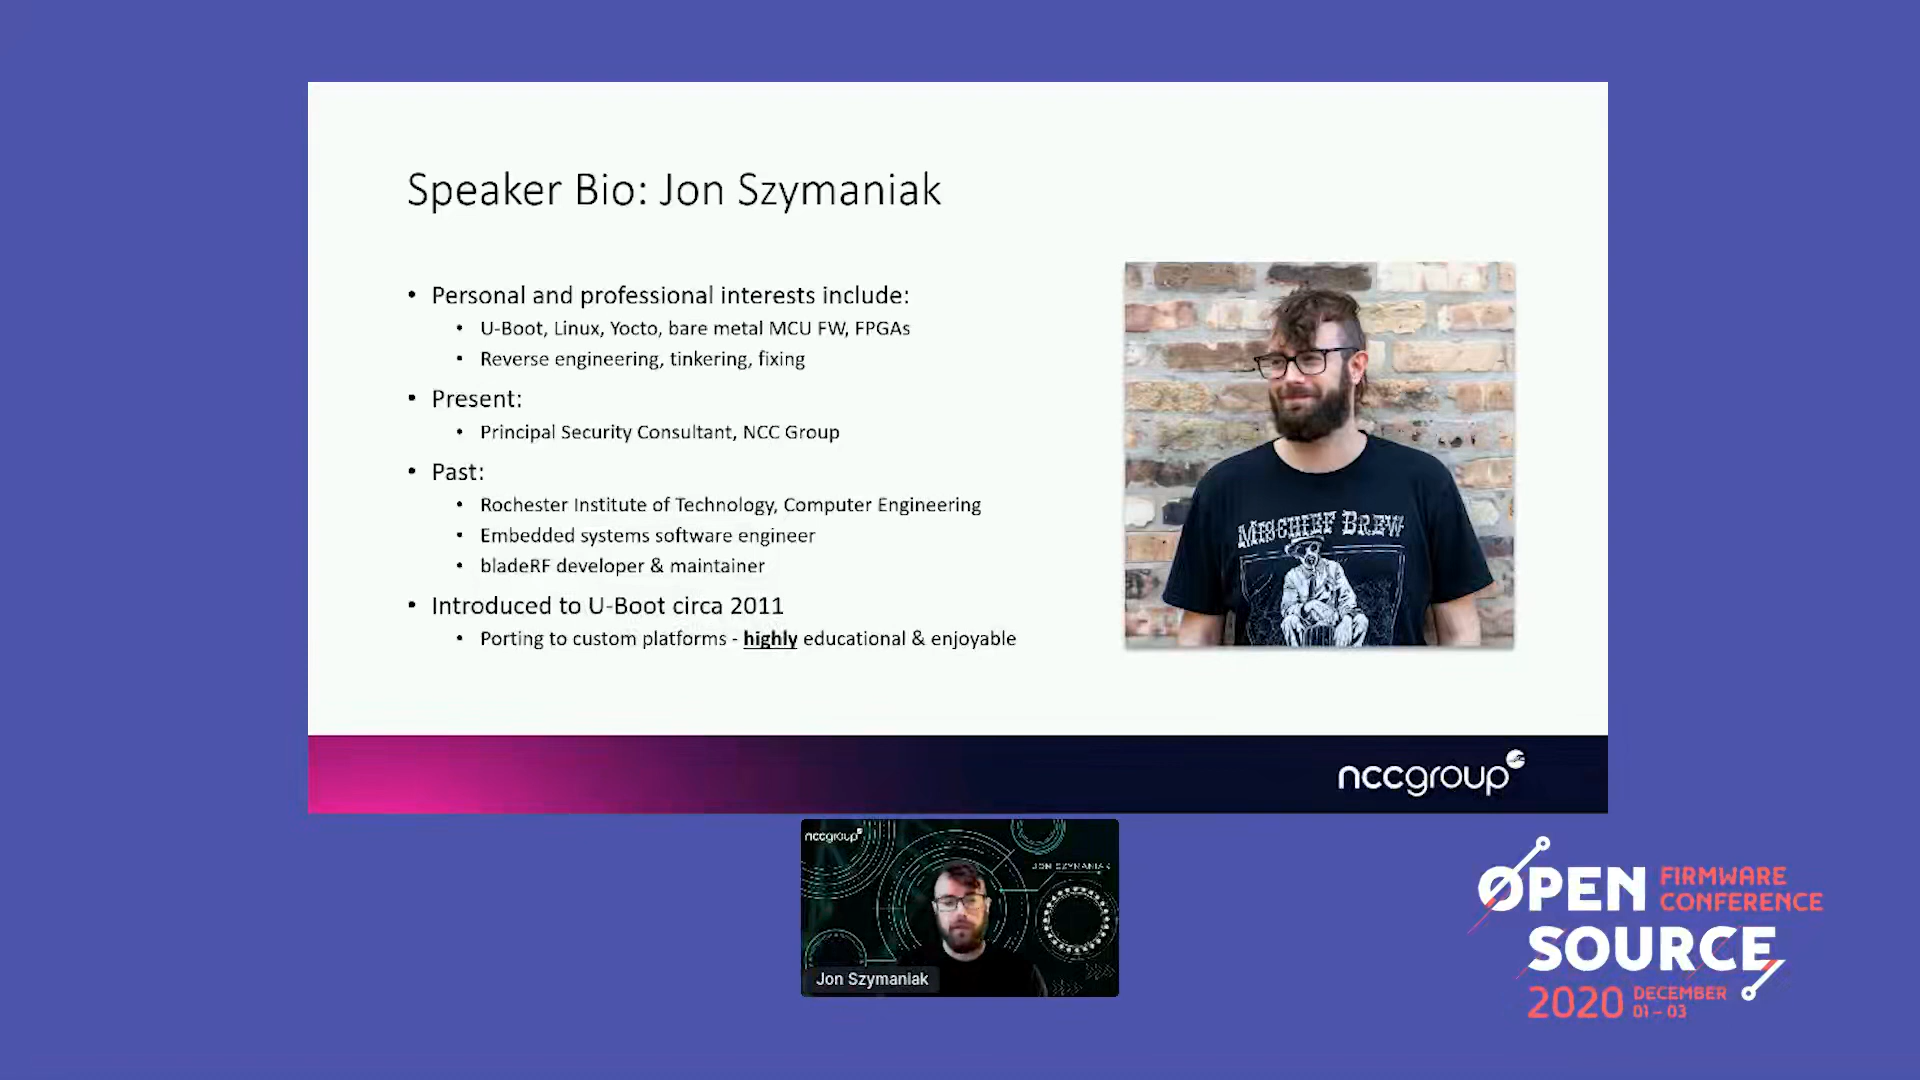 Speaker Bio: Jon Szymaniak
• Personal and professional interests include:
• U-Boot, Linux, Yocto, bare metal MCU FW, FPGAs
• Reverse engineering, tinkering, fixing
• Present:
• Principal Security Consultant, NCC Group
• Past:
• Rochester Institute of Technology, Computer Engineering
• Embedded systems software engineer
• bladeRF developer & maintainer
• Introduced to U-Boot circa 2011
• Porting to custom platforms - highly educational & enjoyable
MISCHIEF BREW
nccgroup
nccgroup
JON SZYMANIAK
Jon Szymaniak
OPEN
FIRMWARE
CONFERENCE
SOURCE
2020
DECEMBER
01 – 03